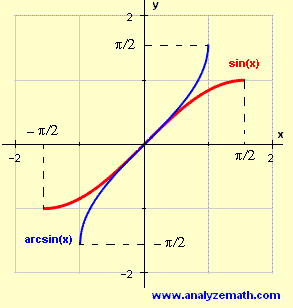 y
2
π/2
sin(x)
- π/2
x
-2
2
π/2
arcsin(x)
-π/2
-2
www.analyzemath.com